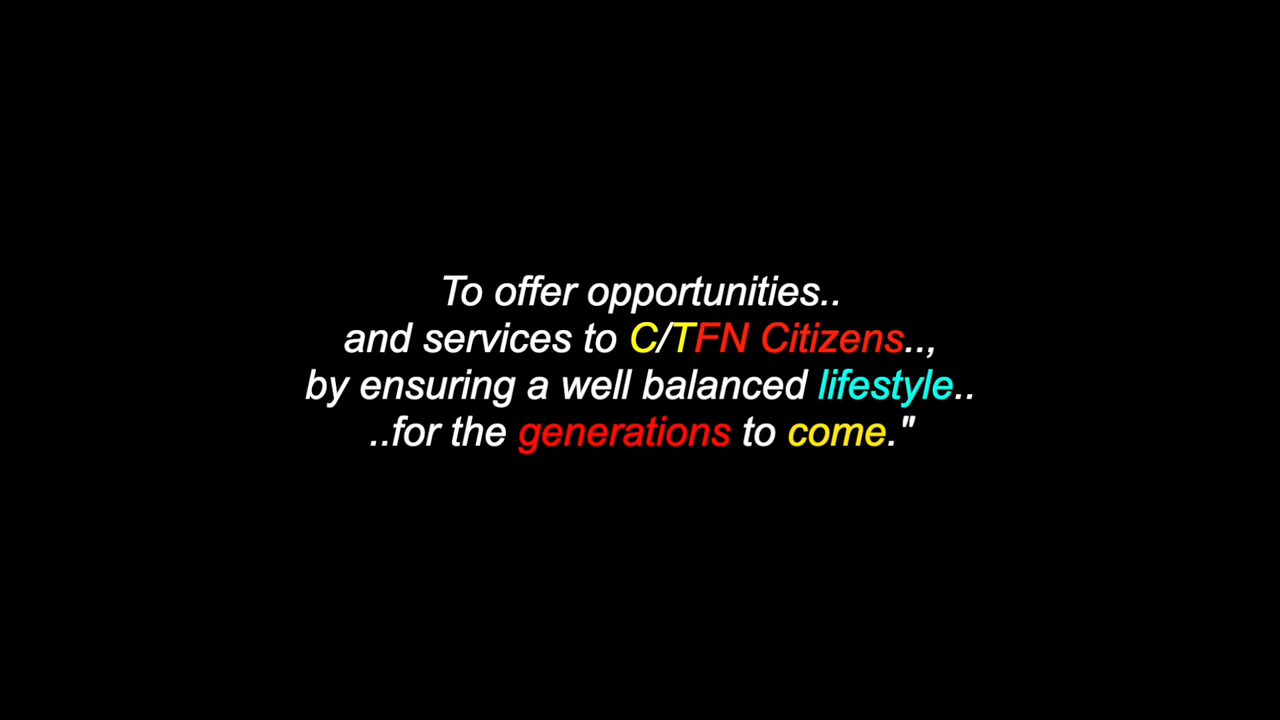 To offer opportunities..
and services to C/TFN Citizens..,
by ensuring a well balanced lifestyle..
..for the generations to come."